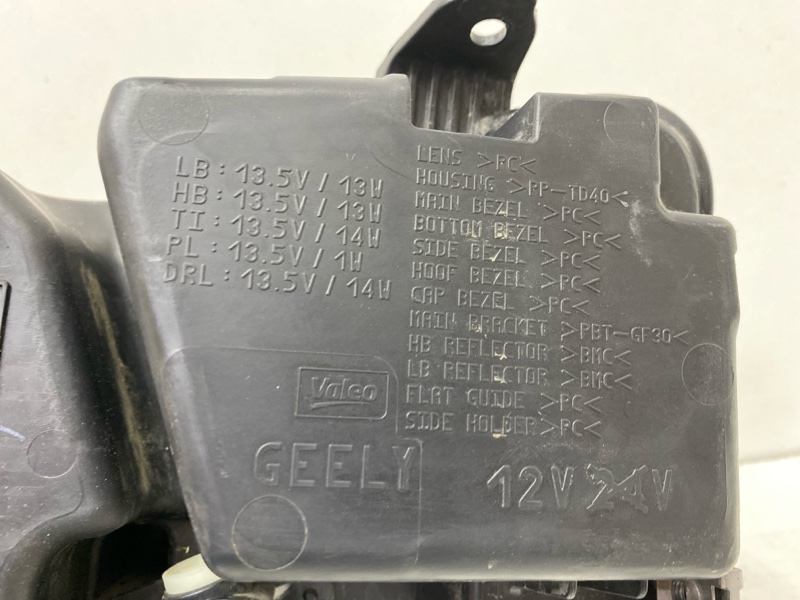 LB: 13.5V / 13W
HB: 13.5V / 13W
TI: 13.5V / 14W
PL: 13.5V / 1W
DRL: 13.5V / 14W
LENS >PC<
HOUSING >PP-TD40<
MAIN BEZEL >PC<
BOTTOM BEZEL >PC<
SIDE BEZEL >PC<
HOOF BEZEL >PC<
CAP BEZEL >PC<
MAIN BRACKET >PBT-GF30<
HB REFLECTOR >BMC<
LB REFLECTOR >BMC<
FLAT GUIDE >PC<
SIDE HOLDER >PC<
Valeo
GEELY
12V 24V